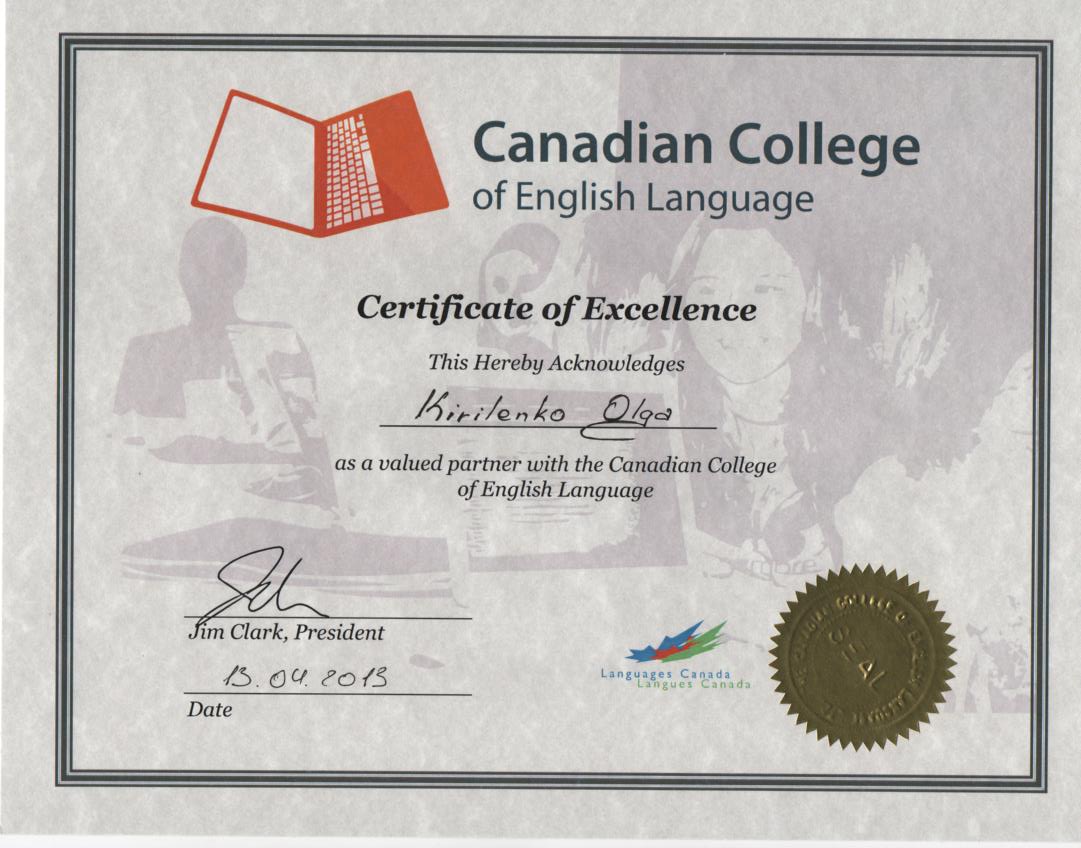 Canadian College
of English Language
Certificate of Excellence
This Hereby Acknowledges
Kirilenko Olga
as a valued partner with the Canadian College
of English Language
Jim Clark, President
13.04.2013
Date
Languages Canada
Langues Canada
SEAL